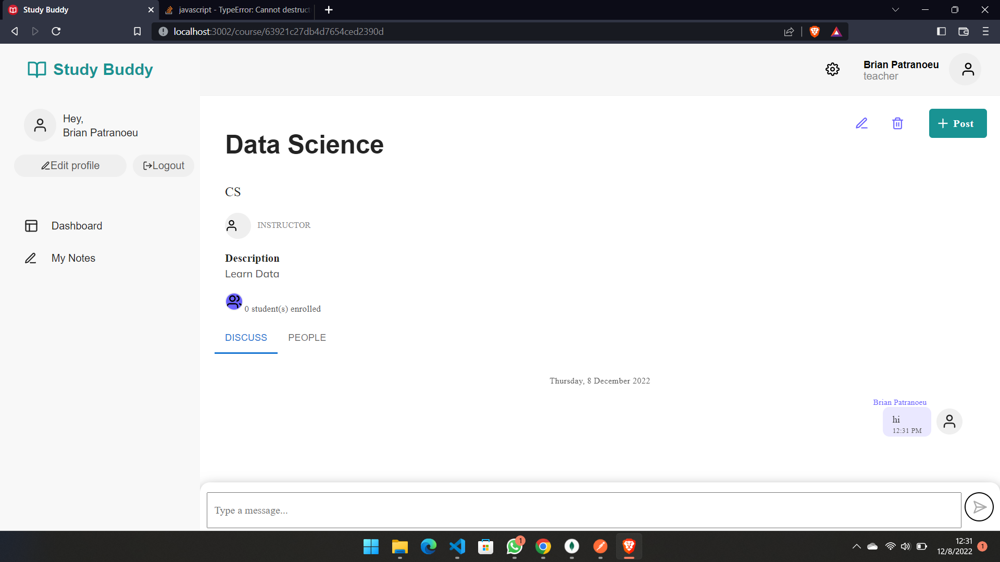 Study Buddy
javascript - TypeError: Cannot destruct
localhost:3002/course/63921c27db4d7654ced2390d
Study Buddy
Brian Patranoeu
teacher
Hey,
Brian Patranoeu
Edit profile
Logout
Dashboard
My Notes
Post
Data Science
CS
INSTRUCTOR
Description
Learn Data
0 student(s) enrolled
DISCUSS
PEOPLE
Thursday, 8 December 2022
Brian Patranoeu
hi
12:31 PM
Type a message...
1
12:31
12/8/2022
1